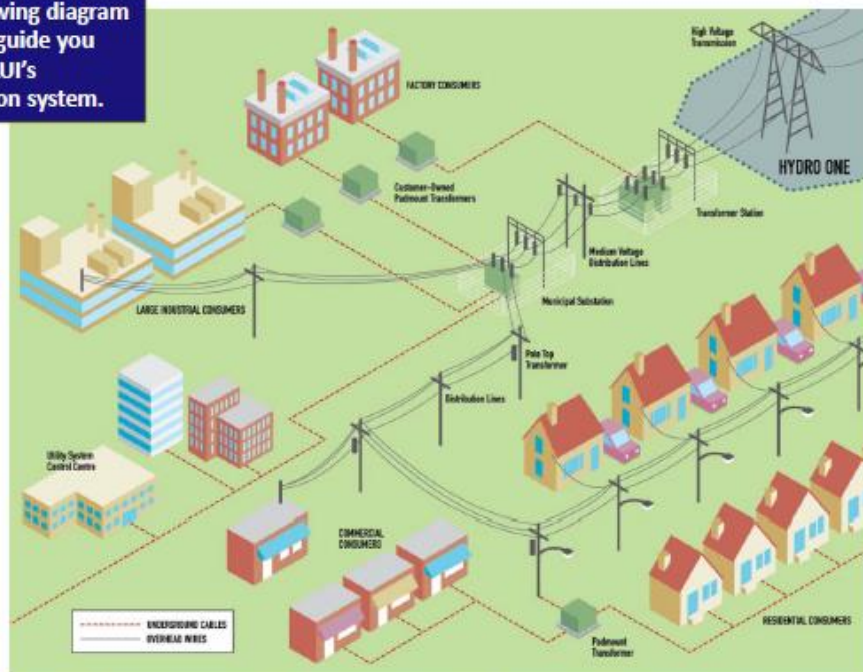 ving diagram
guide you
UI's
on system.
High Voltage
Transmission
HYDRO ONE
FACTORY CONSUMERS
Customer-Owned
Padmount Transformers
Transformer Station
Medium Voltage
Distribution Lines
Municipal Substation
LARGE INDUSTRIAL CONSUMERS
Pole Top
Transformer
Distribution Lines
Utility System
Control Centre
COMMERCIAL
CONSUMERS
RESIDENTIAL CONSUMERS
Padmount
Transformer
UNDERGROUND CABLES
OVERHEAD WIRES